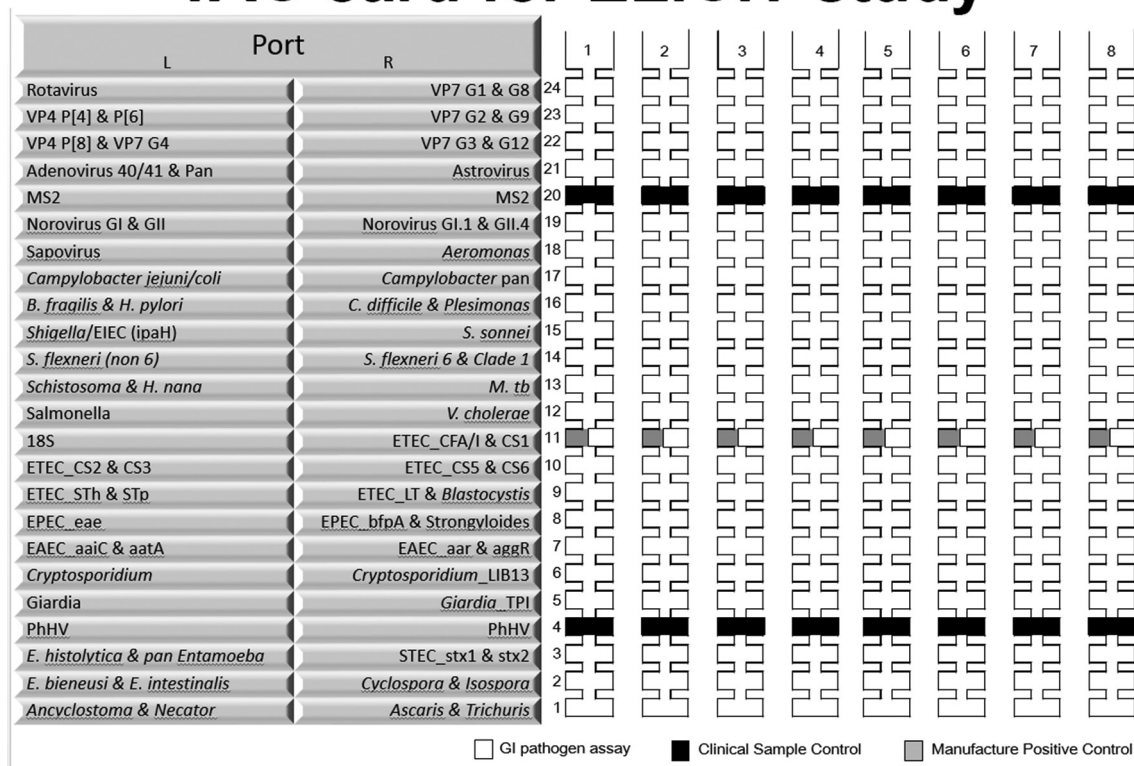 Port
L R
1 2 3 4 5 6 7 8
Rotavirus VP7 G1 & G8 24
VP4 P[4] & P[6] VP7 G2 & G9 23
VP4 P[8] & VP7 G4 VP7 G3 & G12 22
Adenovirus 40/41 & Pan Astrovirus 21
MS2 MS2 20
Norovirus GI & GII Norovirus GI.1 & GII.4 19
Sapovirus Aeromonas 18
Campylobacter jejuni/coli Campylobacter pan 17
B. fragilis & H. pylori C. difficile & Plesimonas 16
Shigella/EIEC (ipaH) S. sonnei 15
S. flexneri (non 6) S. flexneri 6 & Clade 1 14
Schistosoma & H. nana M. tb 13
Salmonella V. cholerae 12
18S ETEC_CFA/I & CS1 11
ETEC_CS2 & CS3 ETEC_CS5 & CS6 10
ETEC_STh & STp ETEC_LT & Blastocystis 9
EPEC_eae EPEC_bfpA & Strongyloides 8
EAEC_aaiC & aatA EAEC_aar & aggR 7
Cryptosporidium Cryptosporidium_LIB13 6
Giardia Giardia_TPI 5
PhHV PhHV 4
E. histolytica & pan Entamoeba STEC_stx1 & stx2 3
E. bieneusi & E. intestinalis Cyclospora & Isospora 2
Ancyclostoma & Necator Ascaris & Trichuris 1
GI pathogen assay Clinical Sample Control Manufacture Positive Control